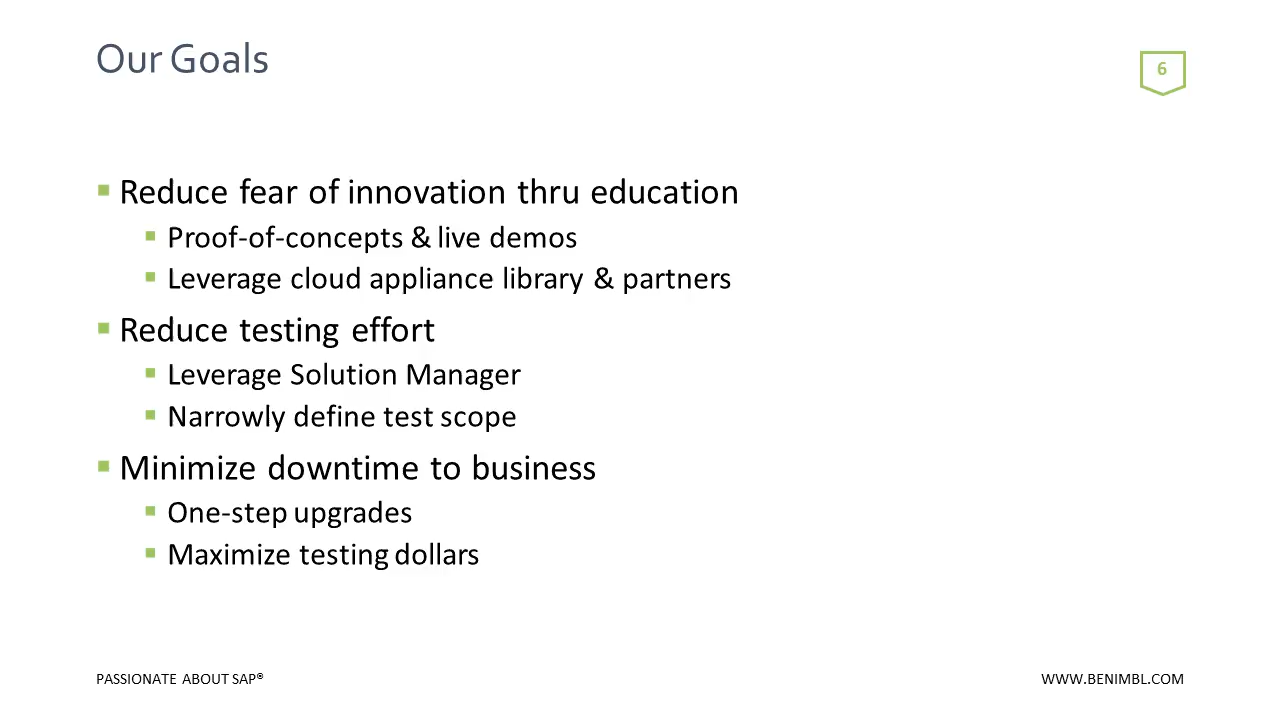 Our Goals
6
Reduce fear of innovation thru education
Proof-of-concepts & live demos
Leverage cloud appliance library & partners
Reduce testing effort
Leverage Solution Manager
Narrowly define test scope
Minimize downtime to business
One-step upgrades
Maximize testing dollars
PASSIONATE ABOUT SAP®
WWW.BENIMBL.COM